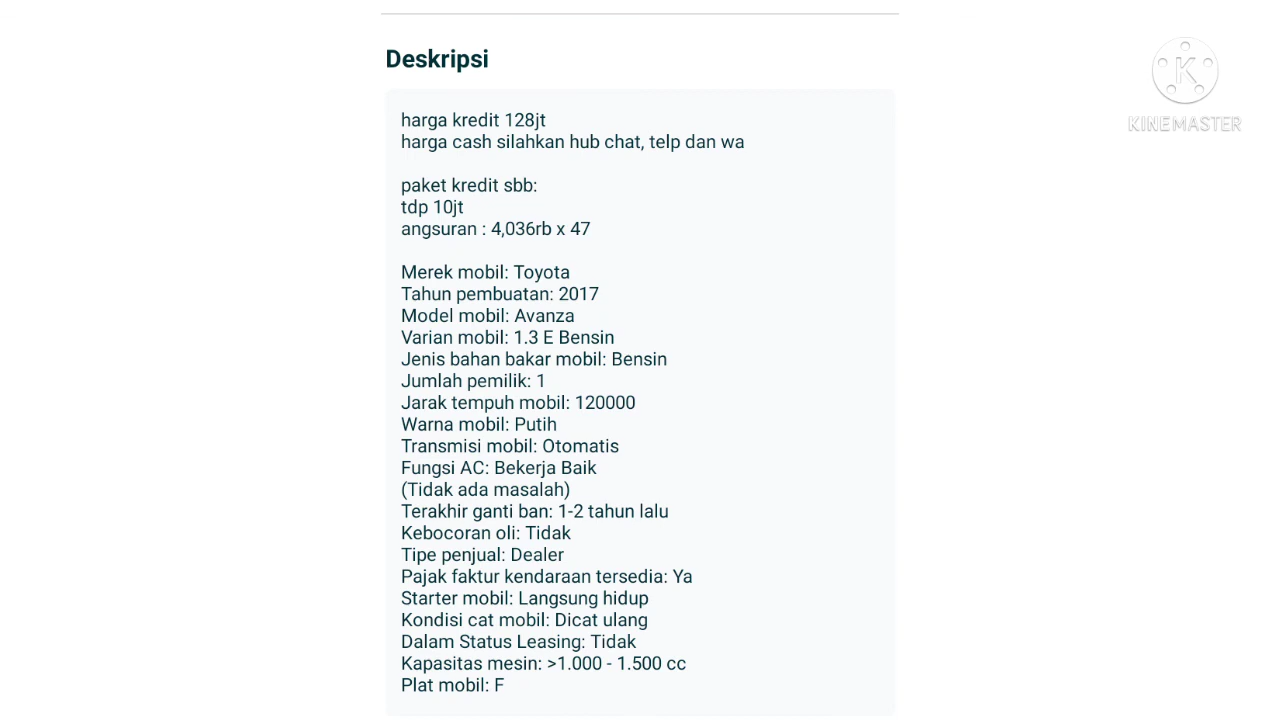 Deskripsi
harga kredit 128jt
harga cash silahkan hub chat, telp dan wa
paket kredit sbb:
tdp 10jt
angsuran : 4,036rb x 47
Merek mobil: Toyota
Tahun pembuatan: 2017
Model mobil: Avanza
Varian mobil: 1.3 E Bensin
Jenis bahan bakar mobil: Bensin
Jumlah pemilik: 1
Jarak tempuh mobil: 120000
Warna mobil: Putih
Transmisi mobil: Otomatis
Fungsi AC: Bekerja Baik
(Tidak ada masalah)
Terakhir ganti ban: 1-2 tahun lalu
Kebocoran oli: Tidak
Tipe penjual: Dealer
Pajak faktur kendaraan tersedia: Ya
Starter mobil: Langsung hidup
Kondisi cat mobil: Dicat ulang
Dalam Status Leasing: Tidak
Kapasitas mesin: >1.000 - 1.500 cc
Plat mobil: F
K
KINEMASTER